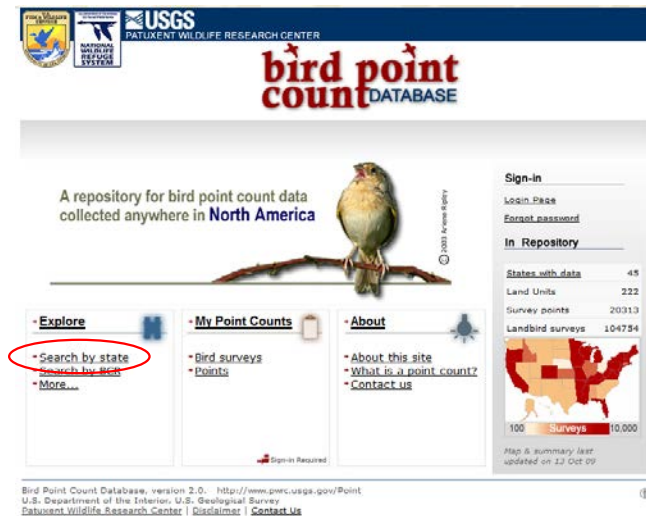 USGS
PATUXENT WILDLIFE RESEARCH CENTER
NATIONAL
WILDLIFE
REFUGE
SYSTEM
bird point
count DATABASE
A repository for bird point count data
collected anywhere in North America
© 2003 Arlene Ripley
Sign-in
Login Page
Forgot password
In Repository
States with data 45
Land Units 222
Survey points 20313
Landbird surveys 104754
100 Surveys 10,000
Map & summary last
updated on 13 Oct 09
Explore
Search by state
Search by BCR
More...
My Point Counts
Bird surveys
Points
Sign-in Required
About
About this site
What is a point count?
Contact us
Bird Point Count Database, version 2.0. http://www.pwrc.usgs.gov/Point
U.S. Department of the Interior, U.S. Geological Survey
Patuxent Wildlife Research Center | Disclaimer | Contact Us